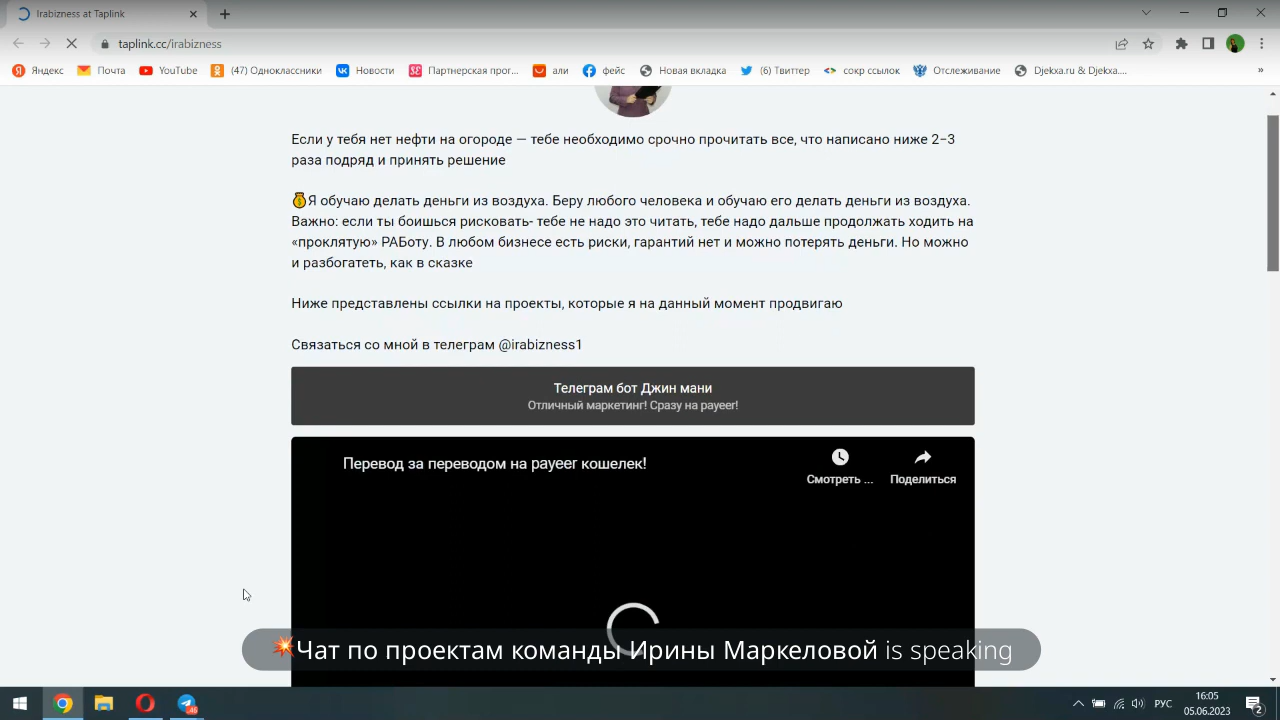 Irabizness at Taplink
taplink.cc/irabizness
Яндекс
Почта
YouTube
(47) Одноклассники
Новости
Партнерская прог...
али
фейс
Новая вкладка
(6) Твиттер
сокр ссылок
Отслеживание
Djekxa.ru & Djekxa....
Если у тебя нет нефти на огороде — тебе необходимо срочно прочитать все, что написано ниже 2-3
раза подряд и принять решение
💰Я обучаю делать деньги из воздуха. Беру любого человека и обучаю его делать деньги из воздуха.
Важно: если ты боишься рисковать- тебе не надо это читать, тебе надо дальше продолжать ходить на
«проклятую» РАБоту. В любом бизнесе есть риски, гарантий нет и можно потерять деньги. Но можно
и разбогатеть, как в сказке
Ниже представлены ссылки на проекты, которые я на данный момент продвигаю
Связаться со мной в телеграм @irabizness1
Телеграм бот Джин мани
Отличный маркетинг! Сразу на payeer!
Перевод за переводом на payeer кошелек!
Смотреть ...
Поделиться
💥Чат по проектам команды Ирины Маркеловой is speaking
РУС
16:05
05.06.2023
2